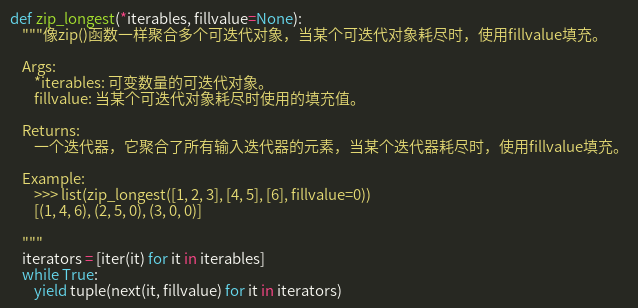 def zip_longest(*iterables, fillvalue=None):
"""像zip()函数一样聚合多个可迭代对象，当某个可迭代对象耗尽时，使用fillvalue填充。
Args:
*iterables: 可变数量的可迭代对象。
fillvalue: 当某个可迭代对象耗尽时使用的填充值。
Returns:
一个迭代器，它聚合了所有输入迭代器的元素，当某个迭代器耗尽时，使用fillvalue填充。
Example:
>>> list(zip_longest([1, 2, 3], [4, 5], [6], fillvalue=0))
[(1, 4, 6), (2, 5, 0), (3, 0, 0)]
"""
iterators = [iter(it) for it in iterables]
while True:
yield tuple(next(it, fillvalue) for it in iterators)